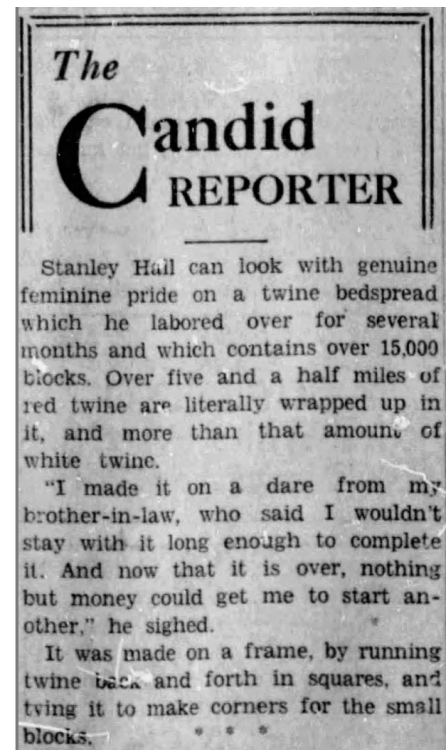 The
Candid
REPORTER
Stanley Hall can look with genuine
feminine pride on a twine bedspread
which he labored over for several
months and which contains over 15,000
blocks. Over five and a half miles of
red twine are literally wrapped up in
it, and more than that amount of
white twine.
"I made it on a dare from my
brother-in-law, who said I wouldn't
stay with it long enough to complete
it. And now that it is over, nothing
but money could get me to start an-
other," he sighed.
It was made on a frame, by running
twine back and forth in squares, and
tying it to make corners for the small
blocks.
* * *